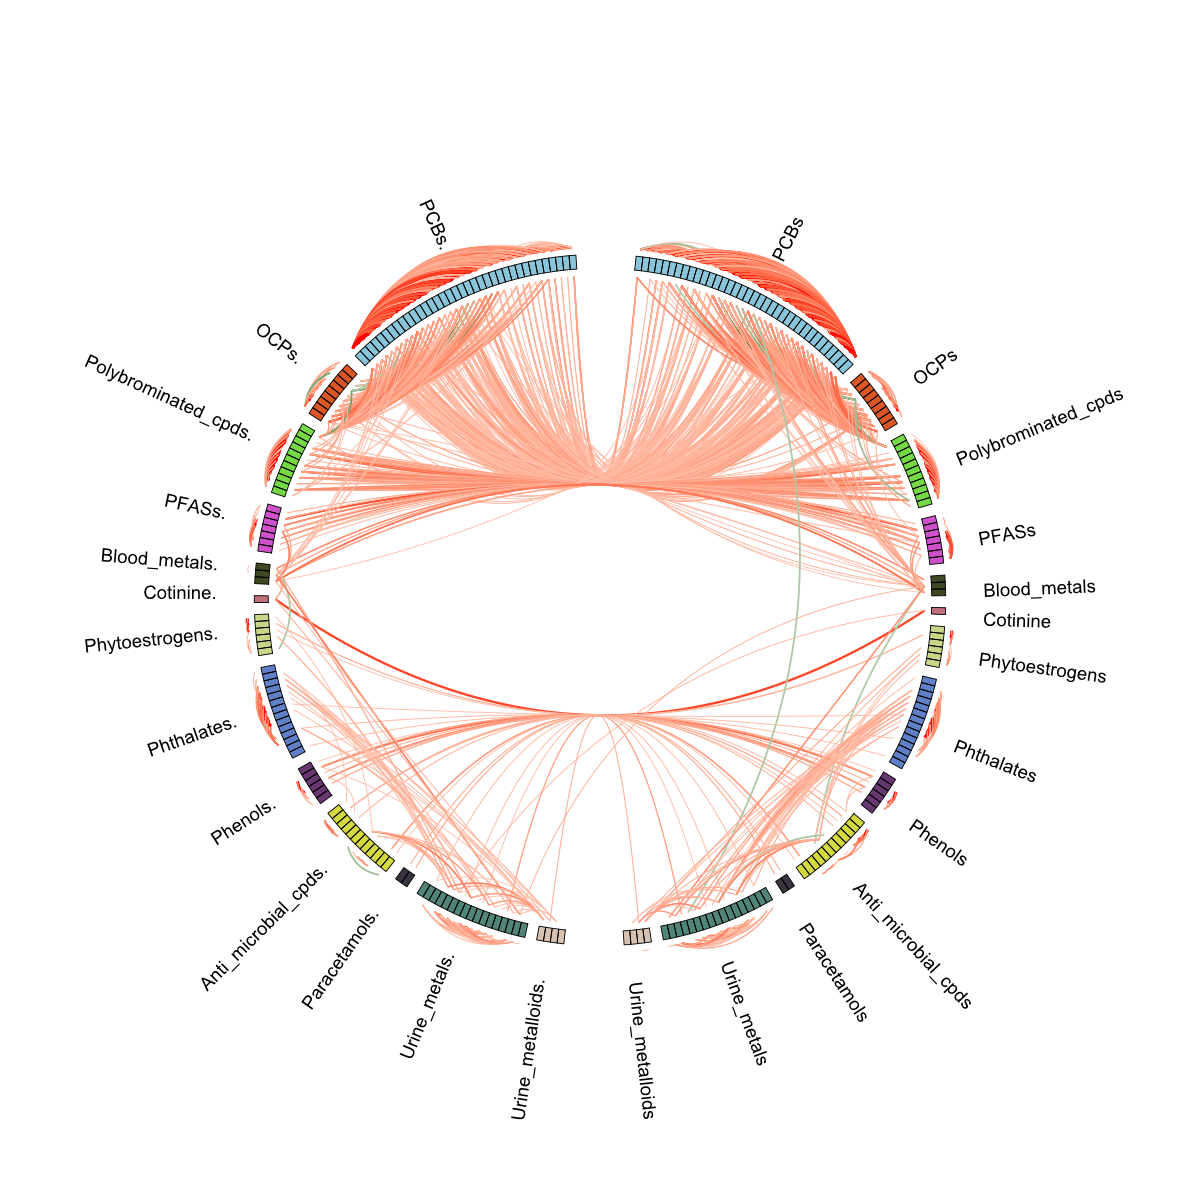 PCBs.
PCBs
OCPs.
OCPs
Polybrominated_cpds.
Polybrominated_cpds
PFASs.
PFASs
Blood_metals.
Blood_metals
Cotinine.
Cotinine
Phytoestrogens.
Phytoestrogens
Phthalates.
Phthalates
Phenols.
Phenols
Anti_microbial_cpds.
Anti_microbial_cpds
Paracetamols.
Paracetamols
Urine_metals.
Urine_metals
Urine_metalloids.
Urine_metalloids